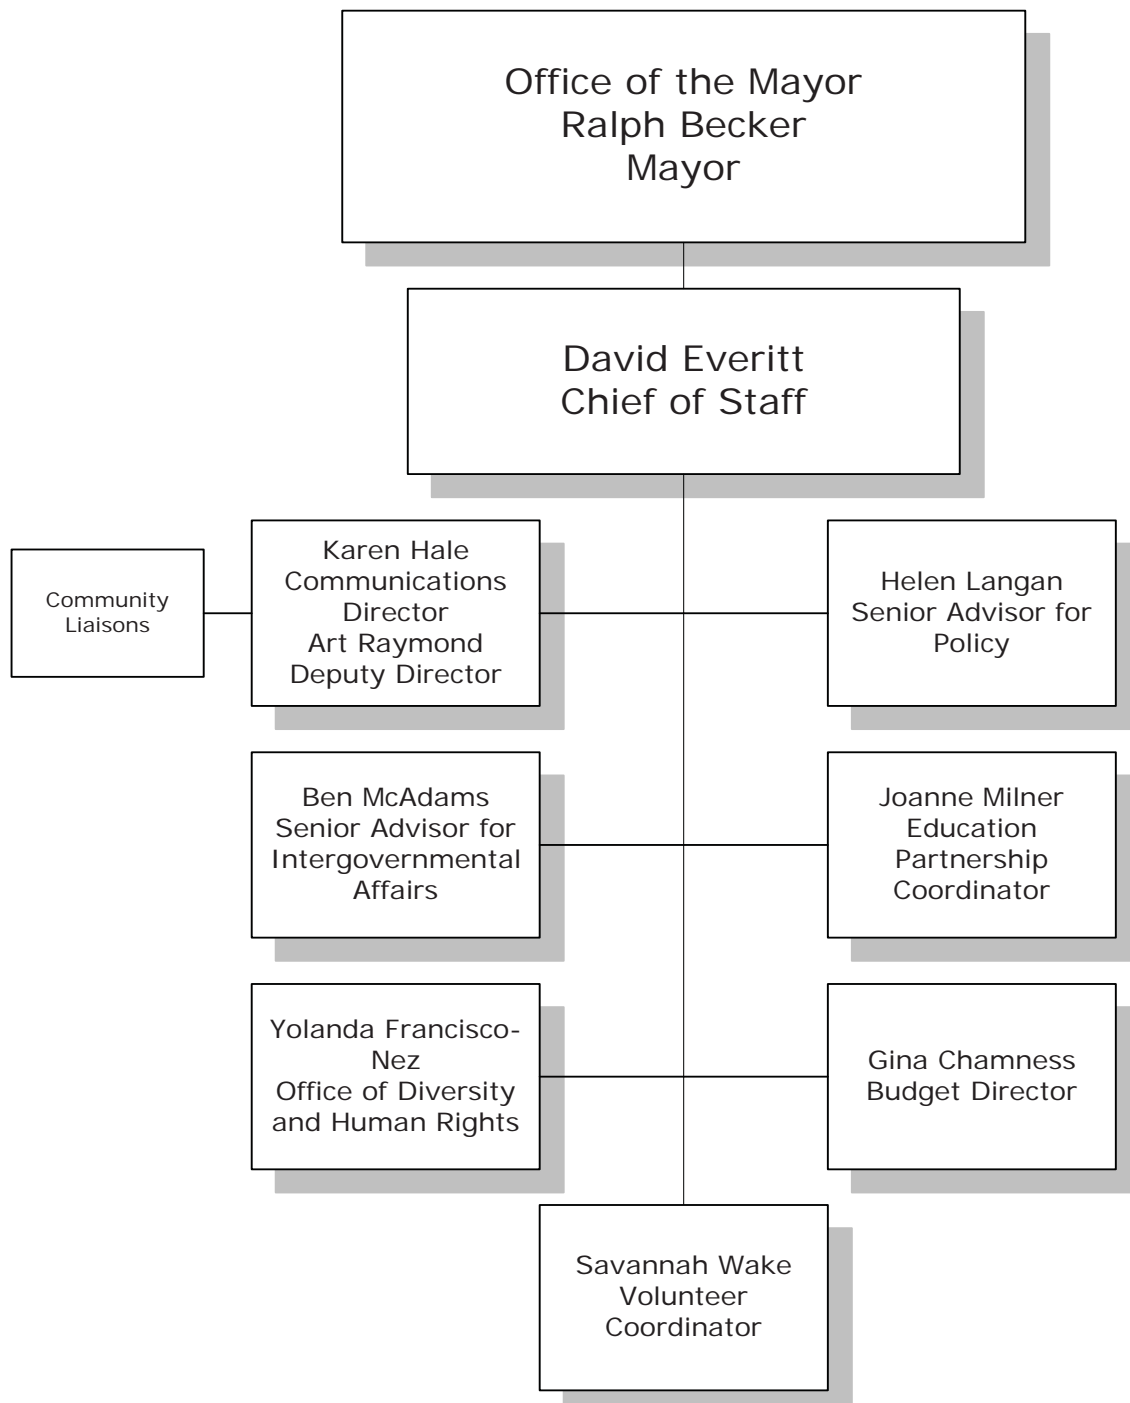 Office of the Mayor
Ralph Becker
Mayor
David Everitt
Chief of Staff
Community
Liaisons
Karen Hale
Communications
Director
Art Raymond
Deputy Director
Helen Langan
Senior Advisor for
Policy
Ben McAdams
Senior Advisor for
Intergovernmental
Affairs
Joanne Milner
Education
Partnership
Coordinator
Yolanda Francisco-
Nez
Office of Diversity
and Human Rights
Gina Chamness
Budget Director
Savannah Wake
Volunteer
Coordinator